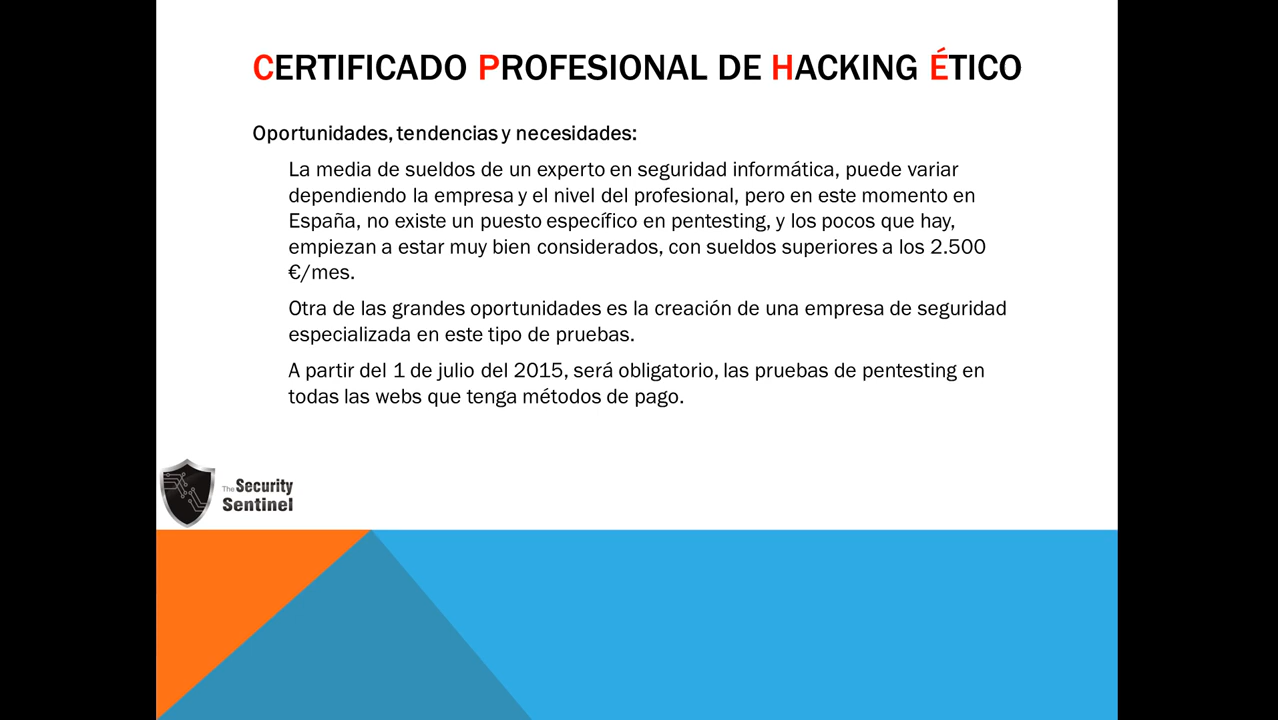 CERTIFICADO PROFESIONAL DE HACKING ÉTICO
Oportunidades, tendencias y necesidades:
La media de sueldos de un experto en seguridad informática, puede variar
dependiendo la empresa y el nivel del profesional, pero en este momento en
España, no existe un puesto específico en pentesting, y los pocos que hay,
empiezan a estar muy bien considerados, con sueldos superiores a los 2.500
€/mes.
Otra de las grandes oportunidades es la creación de una empresa de seguridad
especializada en este tipo de pruebas.
A partir del 1 de julio del 2015, será obligatorio, las pruebas de pentesting en
todas las webs que tenga métodos de pago.
The Security
Sentinel